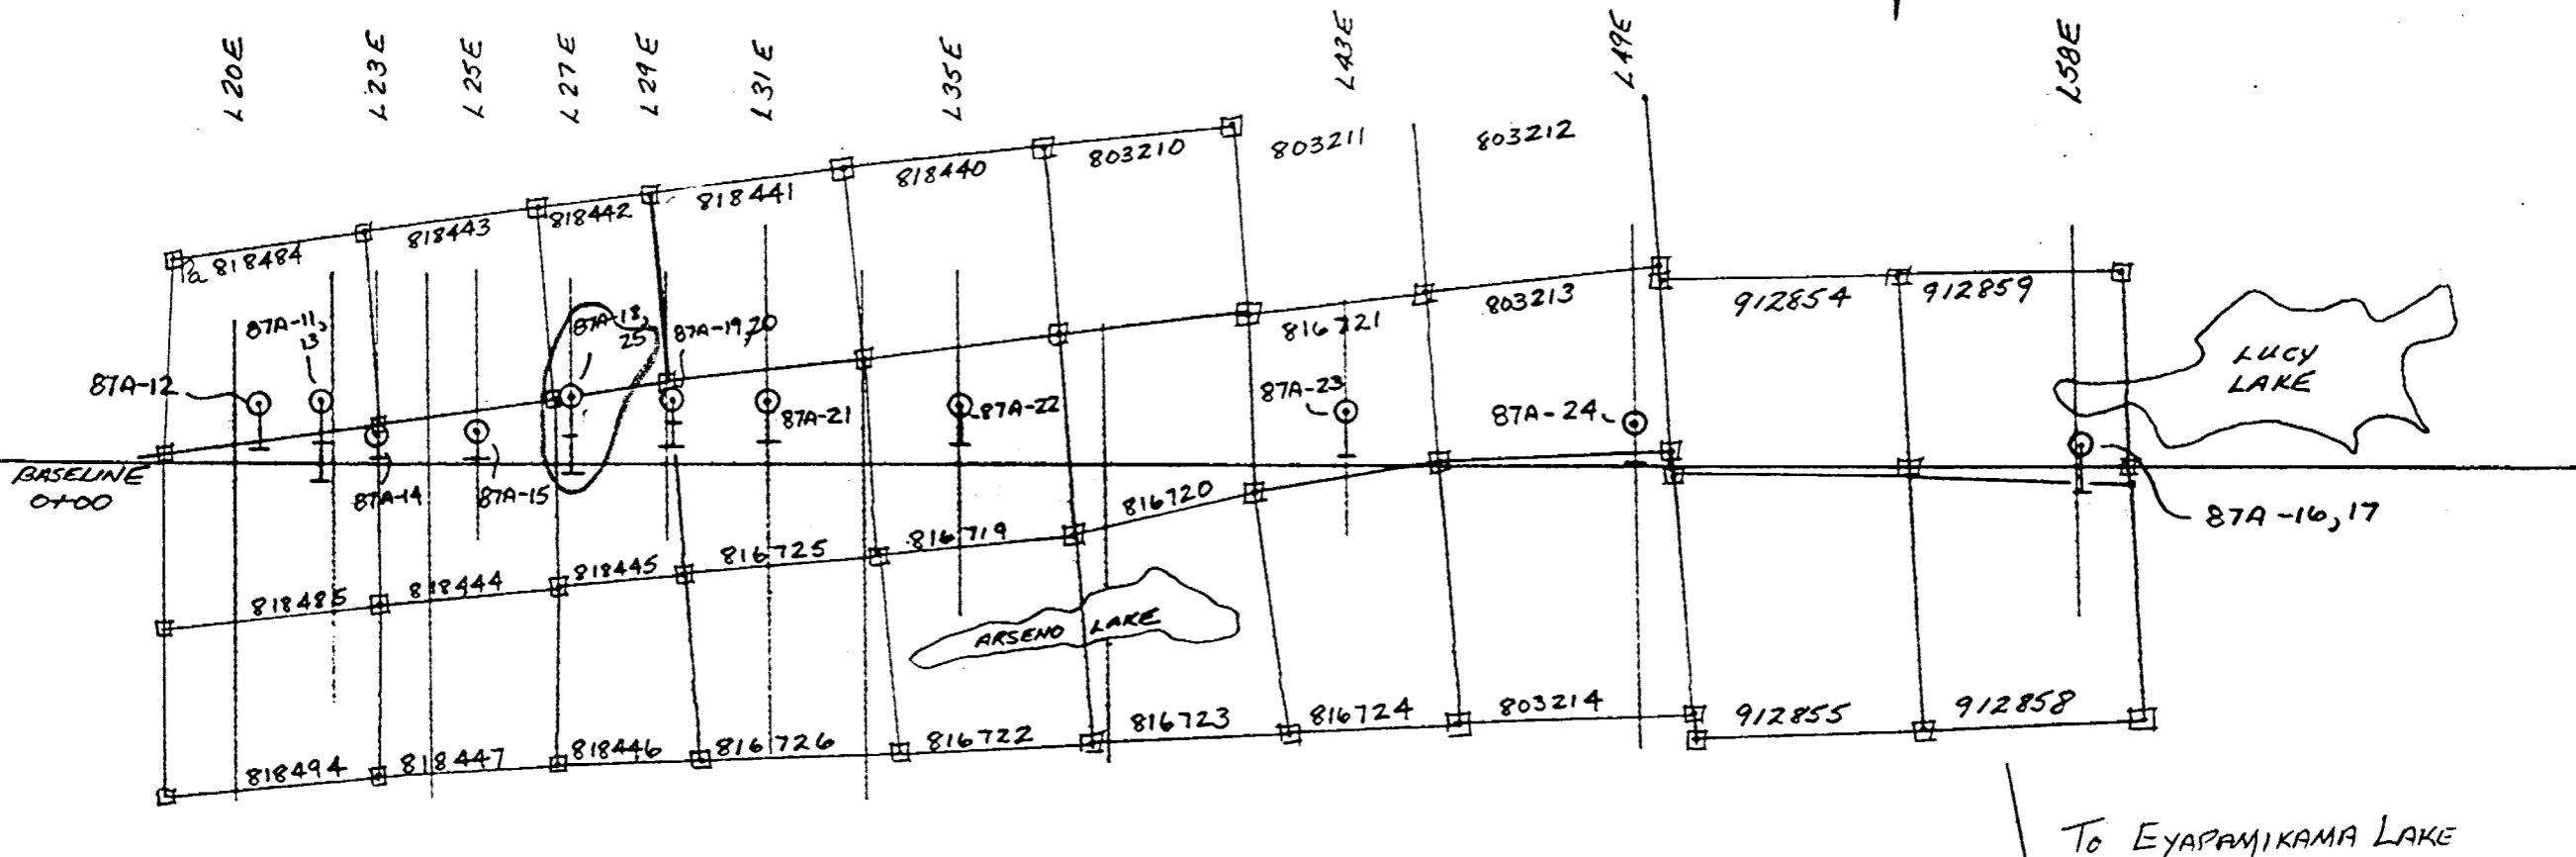 L20E
L23E
L25E
L27E
L29E
L31E
L35E
L43E
L49E
L58E
803210
803211
803212
818440
818441
818442
818443
818484
803213
816721
912854
912859
87A-11,
13
87A-18,
25
87A-19,20
87A-12
87A-21
87A-22
87A-23
87A-24
LUCY
LAKE
BASELINE
0+00
87A-14
87A-15
87A-16,17
816720
816719
816725
818445
818444
818485
ARSENO LAKE
818494
818447
818446
816726
816722
816723
816724
803214
912855
912858
To EYAPAMIKAMA LAKE